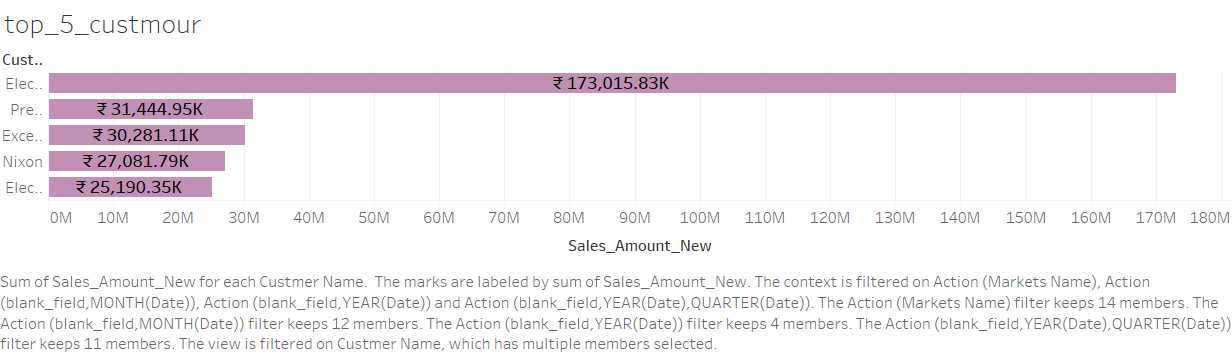 top_5_custmour
Cust..
Elec.. ₹ 173,015.83K
Pre.. ₹ 31,444.95K
Exce.. ₹ 30,281.11K
Nixon ₹ 27,081.79K
Elec.. ₹ 25,190.35K
0M 10M 20M 30M 40M 50M 60M 70M 80M 90M 100M 110M 120M 130M 140M 150M 160M 170M 180M
Sales_Amount_New
Sum of Sales_Amount_New for each Custmer Name.  The marks are labeled by sum of Sales_Amount_New. The context is filtered on Action (Markets Name), Action
(blank_field,MONTH(Date)), Action (blank_field,YEAR(Date)) and Action (blank_field,YEAR(Date),QUARTER(Date)). The Action (Markets Name) filter keeps 14 members. The
Action (blank_field,MONTH(Date)) filter keeps 12 members. The Action (blank_field,YEAR(Date)) filter keeps 4 members. The Action (blank_field,YEAR(Date),QUARTER(Date))
filter keeps 11 members. The view is filtered on Custmer Name, which has multiple members selected.